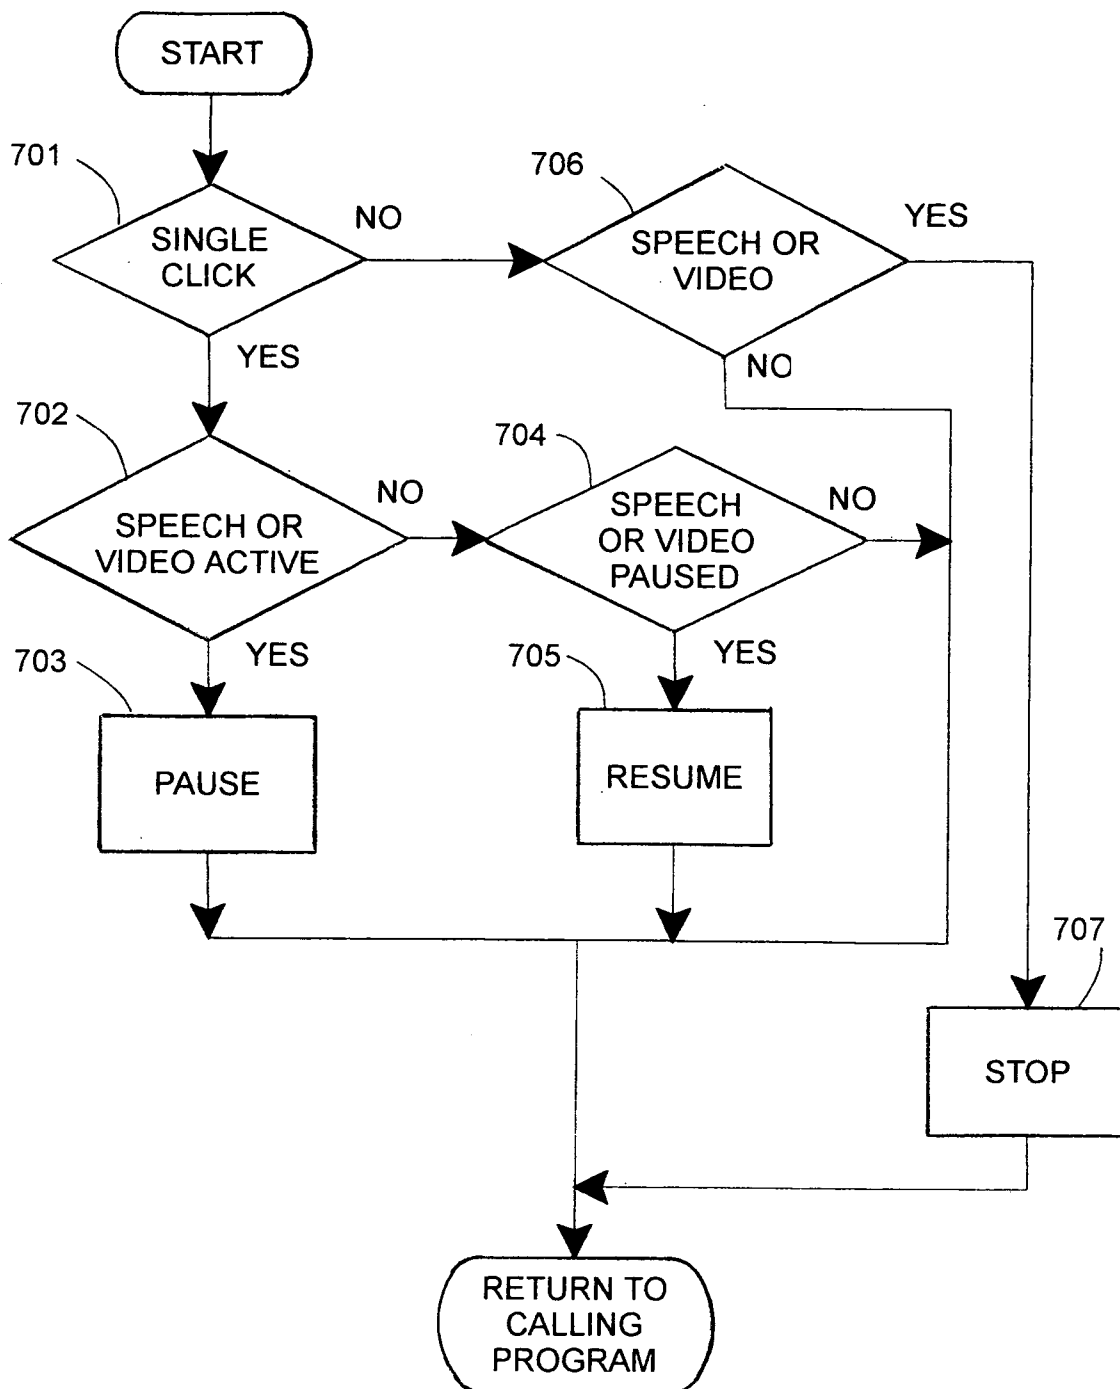 START
701
SINGLE
CLICK
NO
706
SPEECH OR
VIDEO
YES
YES
NO
702
SPEECH OR
VIDEO ACTIVE
NO
704
SPEECH
OR VIDEO
PAUSED
NO
YES
703
PAUSE
YES
705
RESUME
707
STOP
RETURN TO
CALLING
PROGRAM